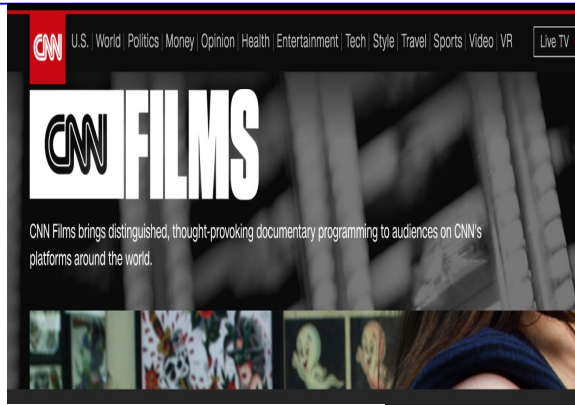 CNN U.S. | World | Politics | Money | Opinion | Health | Entertainment | Tech | Style | Travel | Sports | Video | VR Live TV
CNN FILMS
CNN Films brings distinguished, thought-provoking documentary programming to audiences on CNN's
platforms around the world.